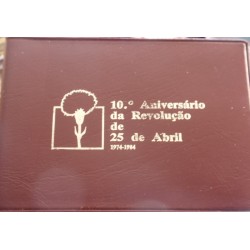 10.º Aniversário
da Revolução
de
25 de Abril
1974-1984